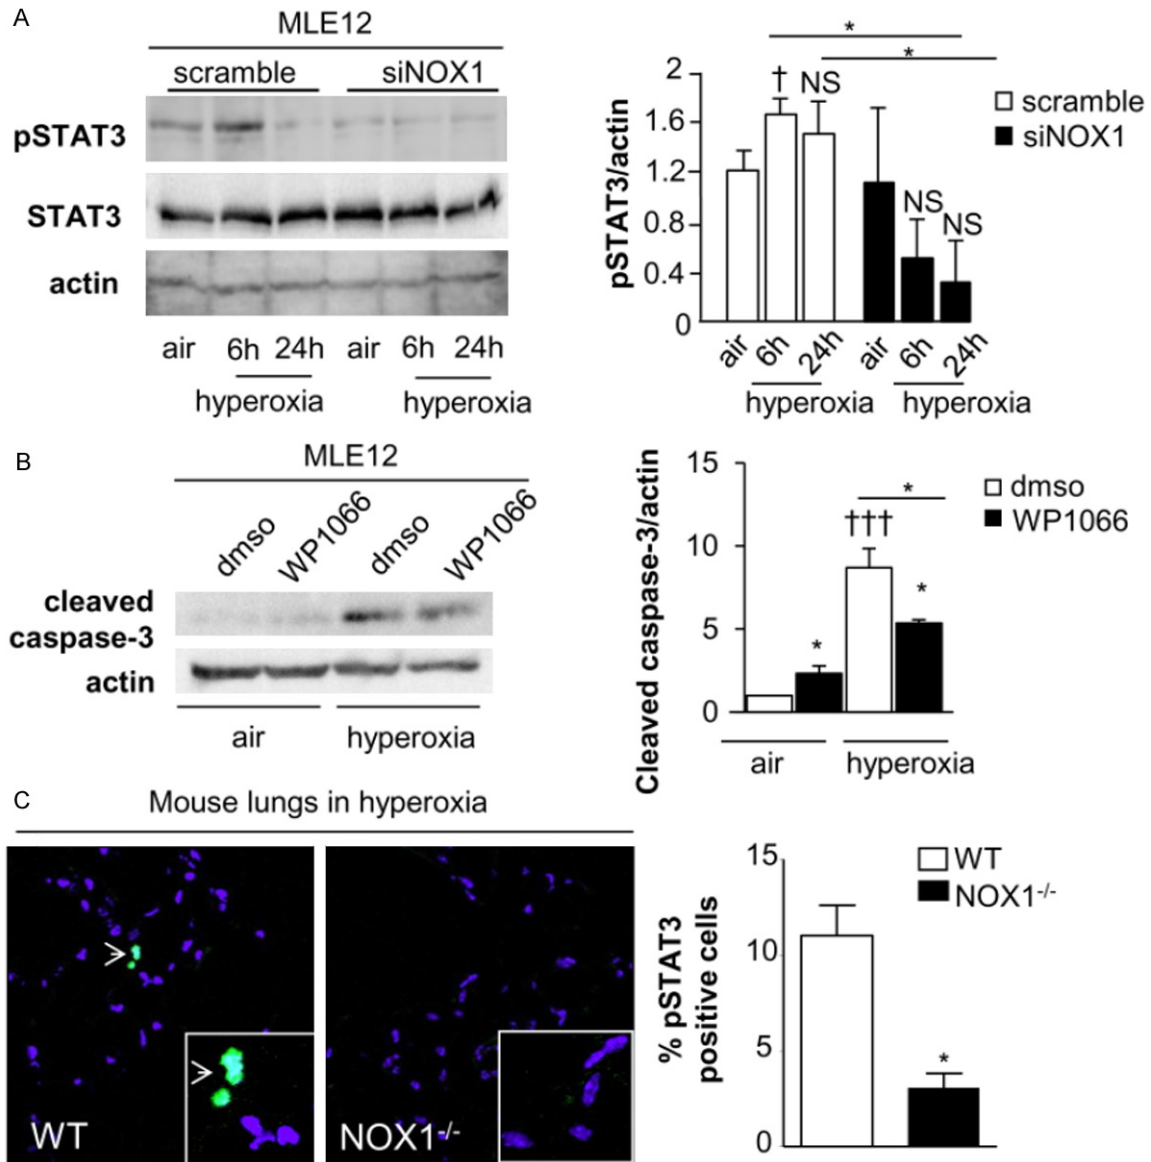 A
MLE12
scramble siNOX1
pSTAT3
STAT3
actin
air 6h 24h air 6h 24h
hyperoxia hyperoxia
* 
*
† NS
NS
NS
pSTAT3/actin
2
1.6
1.2
0.8
0.4
0
air 6h 24h air 6h 24h
hyperoxia hyperoxia
scramble
siNOX1
B
MLE12
dmso WP1066 dmso WP1066
cleaved
caspase-3
actin
air hyperoxia
Cleaved caspase-3/actin
15
10
5
0
*
†††
*
*
air hyperoxia
dmso
WP1066
C
Mouse lungs in hyperoxia
WT
NOX1-/-
% pSTAT3
positive cells
15
10
5
0
*
WT
NOX1-/-